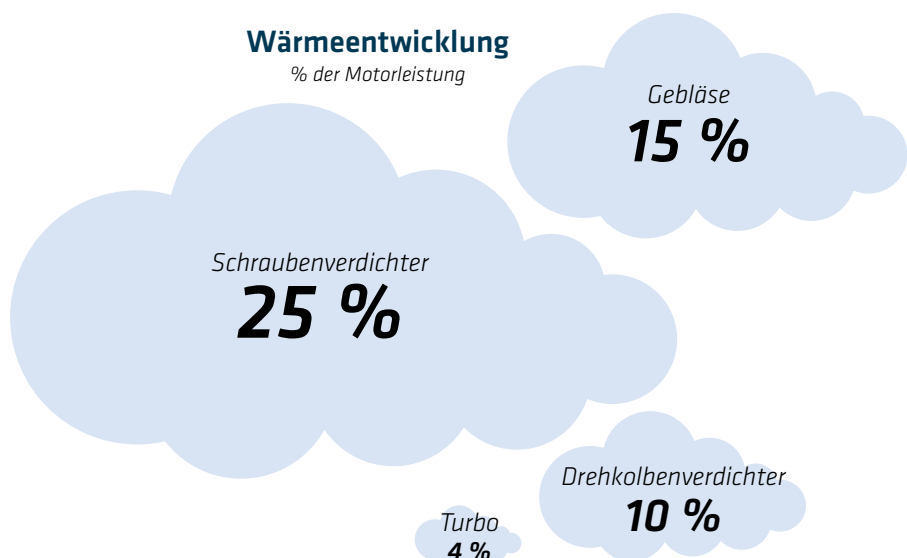 Wärmeentwicklung
% der Motorleistung
Gebläse
15 %
Schraubenverdichter
25 %
Drehkolbenverdichter
10 %
Turbo
4 %